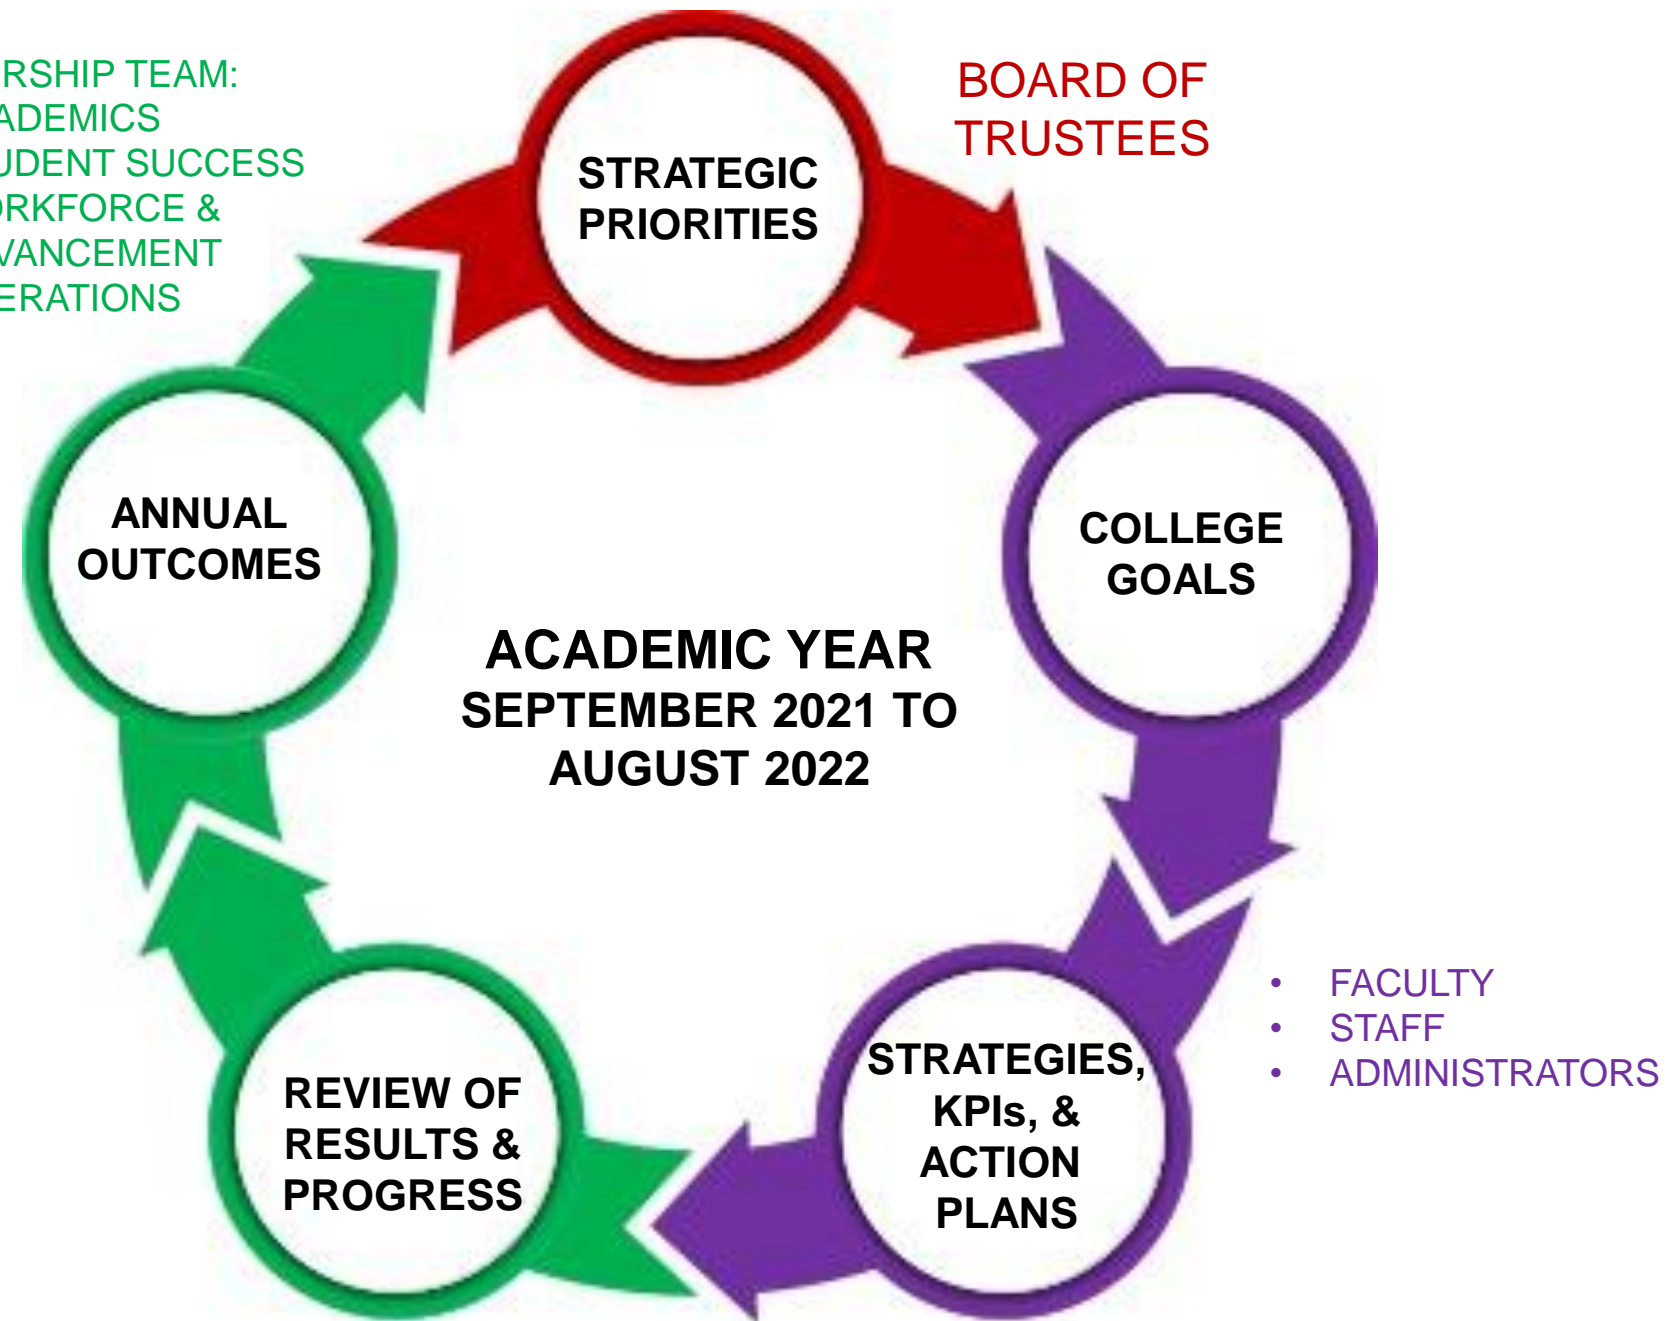 RSHIP TEAM:
ADEMICS
UDENT SUCCESS
ORKFORCE &
VANCEMENT
ERATIONS
BOARD OF
TRUSTEES
STRATEGIC
PRIORITIES
ANNUAL
OUTCOMES
COLLEGE
GOALS
ACADEMIC YEAR
SEPTEMBER 2021 TO
AUGUST 2022
• FACULTY
• STAFF
• ADMINISTRATORS
STRATEGIES,
KPIs, &
ACTION
PLANS
REVIEW OF
RESULTS &
PROGRESS